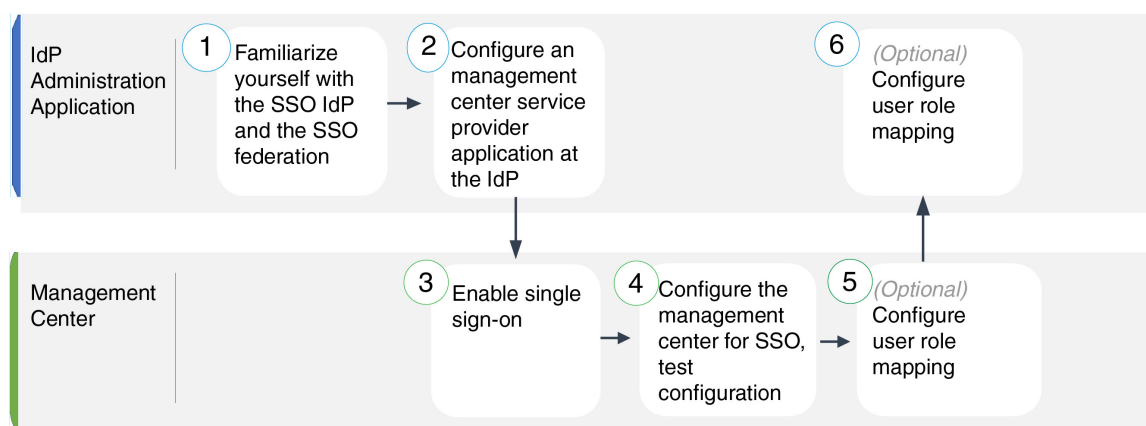 IdP
Administration
Application
1
Familiarize
yourself with
the SSO IdP
and the SSO
federation
2
Configure an
management
center service
provider
application at
the IdP
6
(Optional)
Configure
user role
mapping
Management
Center
3
Enable single
sign-on
4
Configure the
management
center for SSO,
test
configuration
5
(Optional)
Configure
user role
mapping